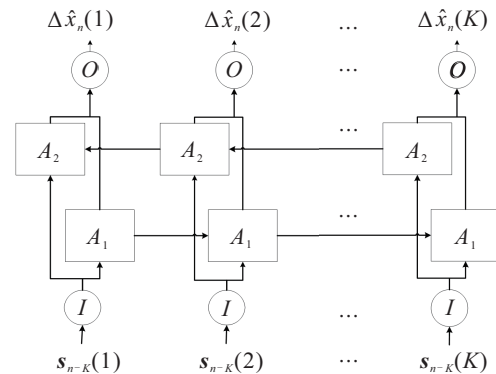 Δx̂ₙ(1) Δx̂ₙ(2) ... Δx̂ₙ(K)
O O ... O
...
A₂ A₂ A₂
...
A₁ A₁ A₁
I I ... I
sₙ₋ₖ(1) sₙ₋ₖ(2) ... sₙ₋ₖ(K)